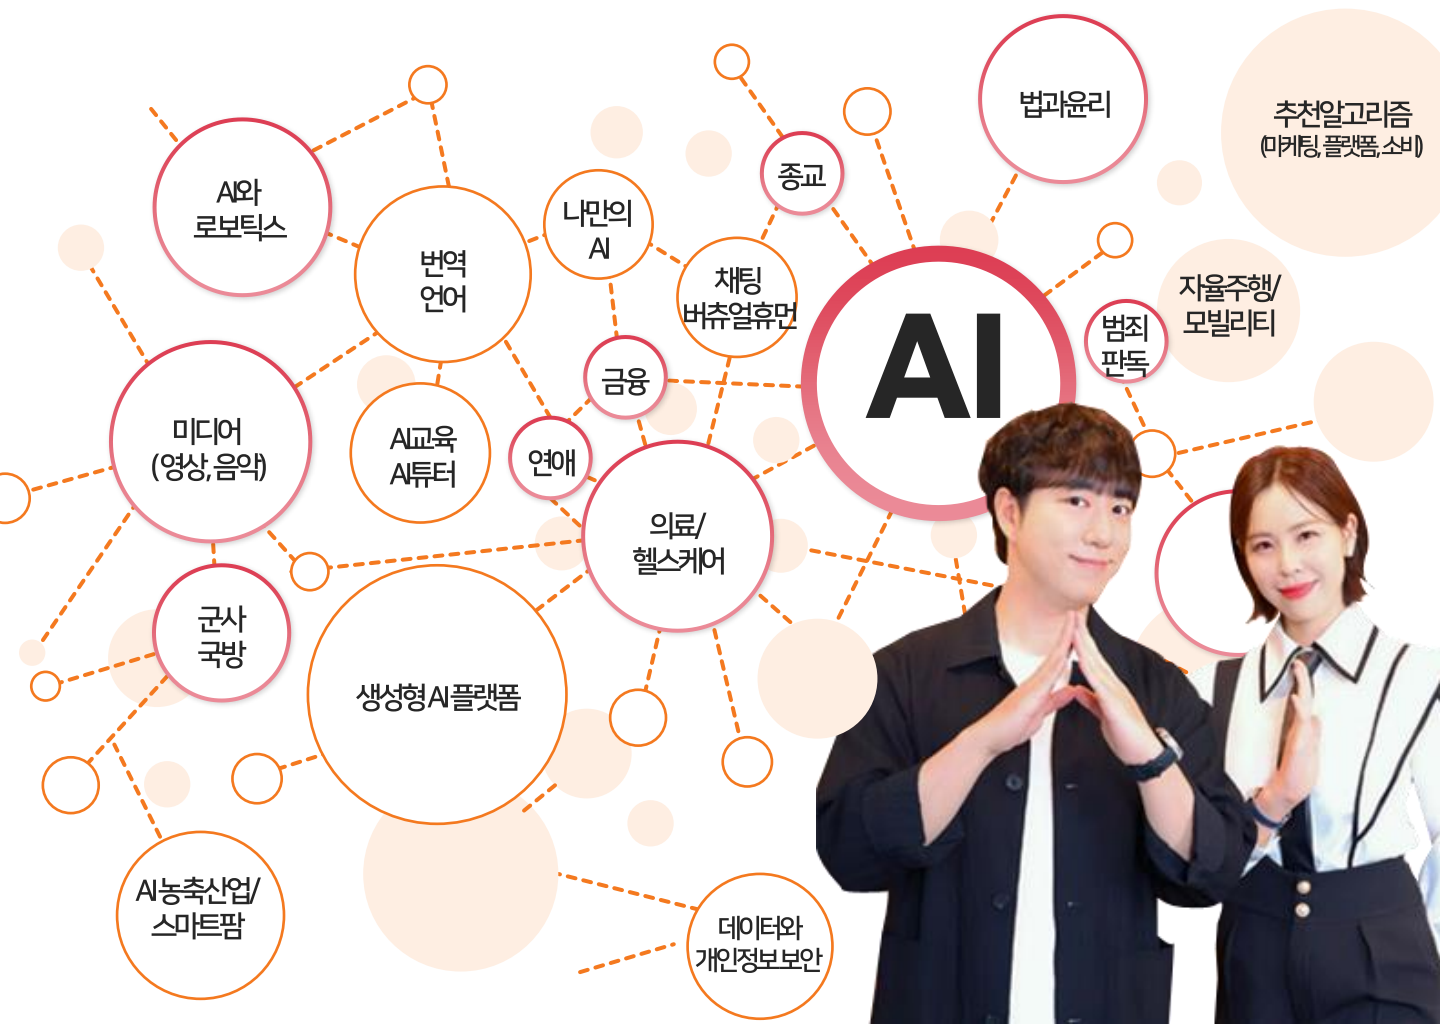 법과윤리
추천알고리즘
(마케팅, 플랫폼, 소비)
종교
AI와
로보틱스
나만의
AI
번역
언어
채팅
버츄얼휴먼
자율주행/
모빌리티
AI
범죄
판독
금융
미디어
(영상, 음악)
AI교육
AI튜터
연애
의료/
헬스케어
군사
국방
생성형 AI 플랫폼
AI 농축산업/
스마트팜
데이터와
개인정보 보안